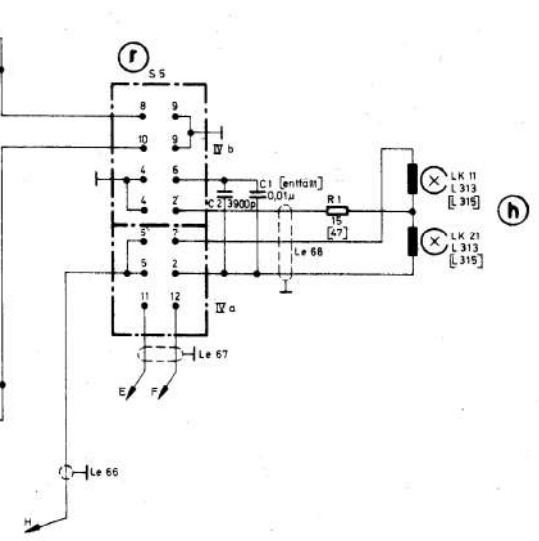 r
S 5
8 9
10 9
IV b
4 6
C1 [entfällt]
0,01µ
C 2 3900p
4 2'
R 1
15
[47]
LK 11
L 313
[L 315]
h
5' 7
Le 68
LK 21
L 313
[L 315]
5 2
11 12
IV a
Le 67
E F
Le 66
H